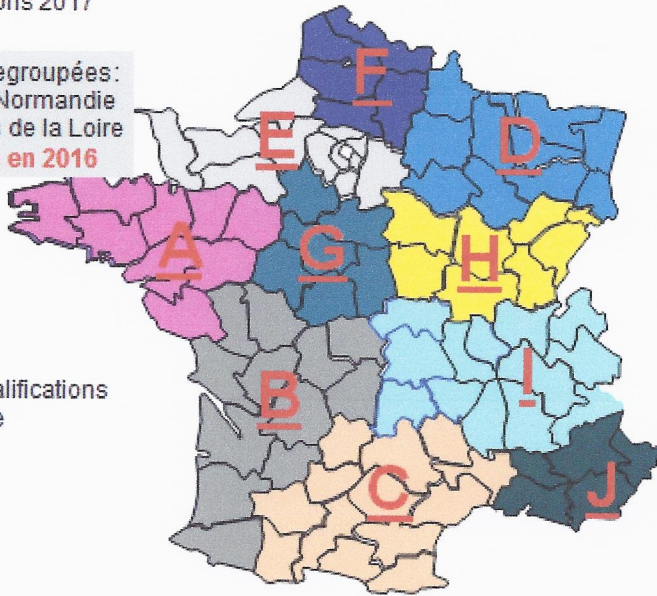 ons 2017
egroupées:
Normandie
s de la Loire
en 2016
F
E
D
A
G
H
B
I
C
J
alifications
e